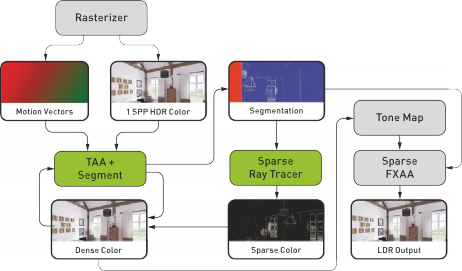 Rasterizer
Motion Vectors
1 SPP HDR Color
Segmentation
Tone Map
TAA +
Segment
Sparse
Ray Tracer
Sparse
FXAA
Dense Color
Sparse Color
LDR Output